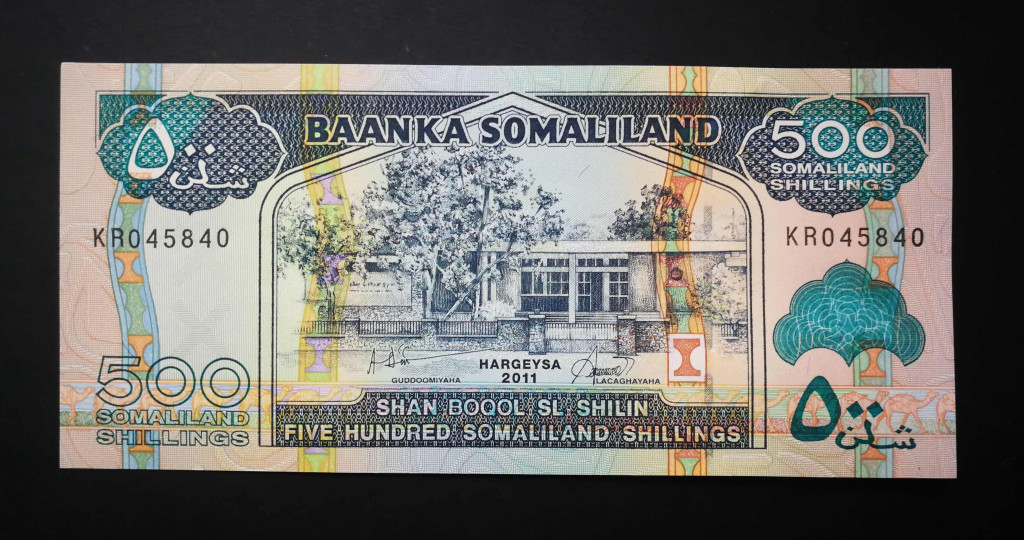 BAANKA SOMALILAND
٥٠٠
شلن
500
SOMALILAND
SHILLINGS
KR045840
KR045840
HARGEYSA
2011
GUDDOOMIYAHA
LACAGHAYAHA
500
SOMALILAND
SHILLINGS
SHAN BOQOL SL SHILIN
FIVE HUNDRED SOMALILAND SHILLINGS
٥٠٠
شلن